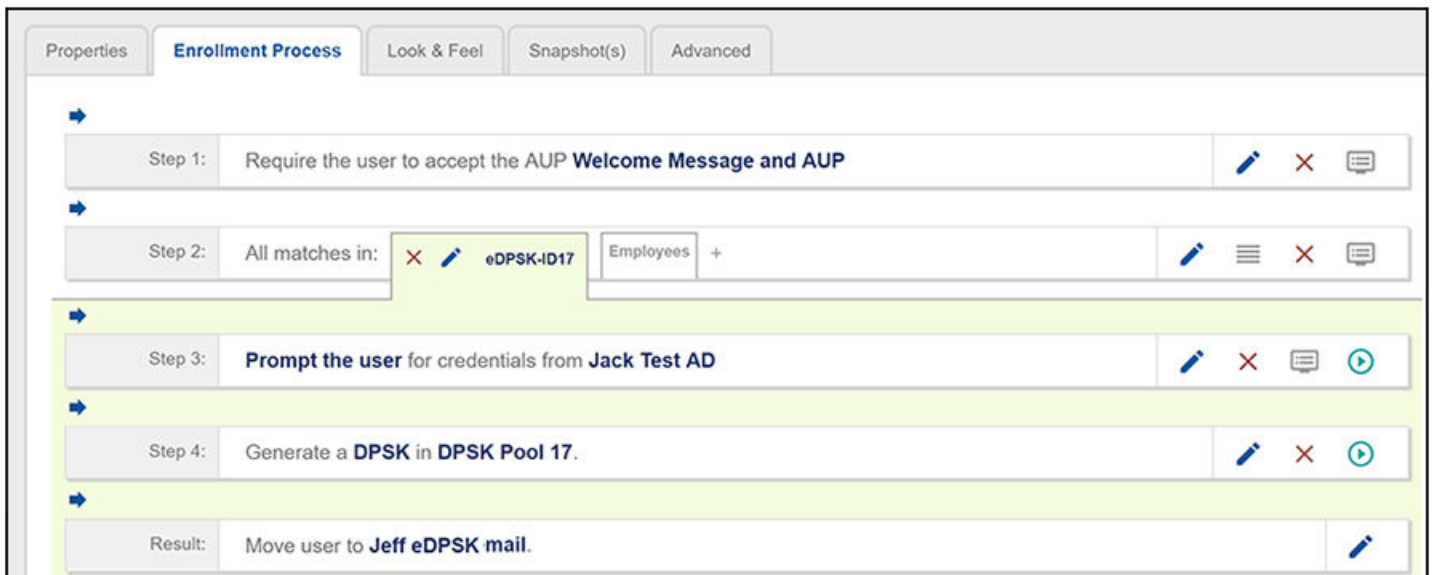 Properties Enrollment Process Look & Feel Snapshot(s) Advanced
Step 1: Require the user to accept the AUP Welcome Message and AUP
Step 2: All matches in: eDPSK-ID17 Employees +
Step 3: Prompt the user for credentials from Jack Test AD
Step 4: Generate a DPSK in DPSK Pool 17.
Result: Move user to Jeff eDPSK mail.